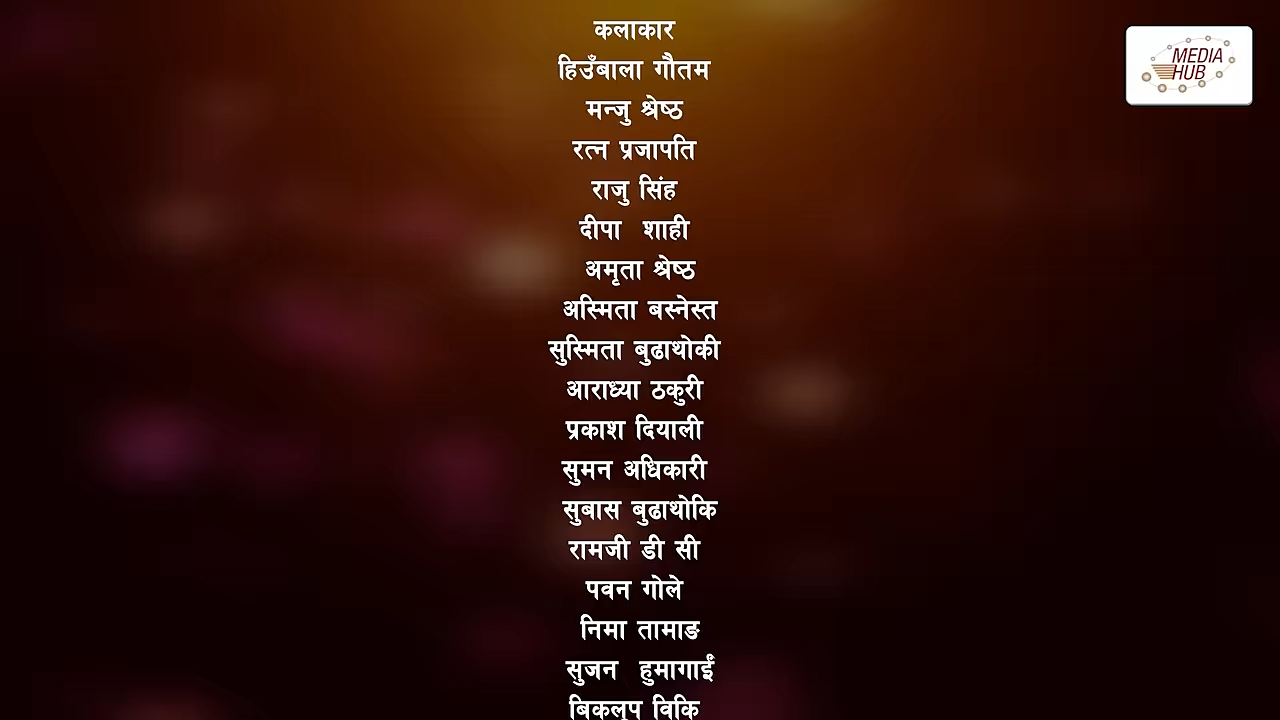 कलाकार
MEDIA
HUB
हिउँबाला गौतम
मन्जु श्रेष्ठ
रत्न प्रजापति
राजु सिंह
दीपा शाही
अमृता श्रेष्ठ
अस्मिता बस्नेस्त
सुस्मिता बुढाथोकी
आराध्या ठकुरी
प्रकाश दियाली
सुमन अधिकारी
सुबास बुढाथोकि
रामजी डी सी
पवन गोले
निमा तामाङ
सुजन हुमागाईं
बिकलप विकि